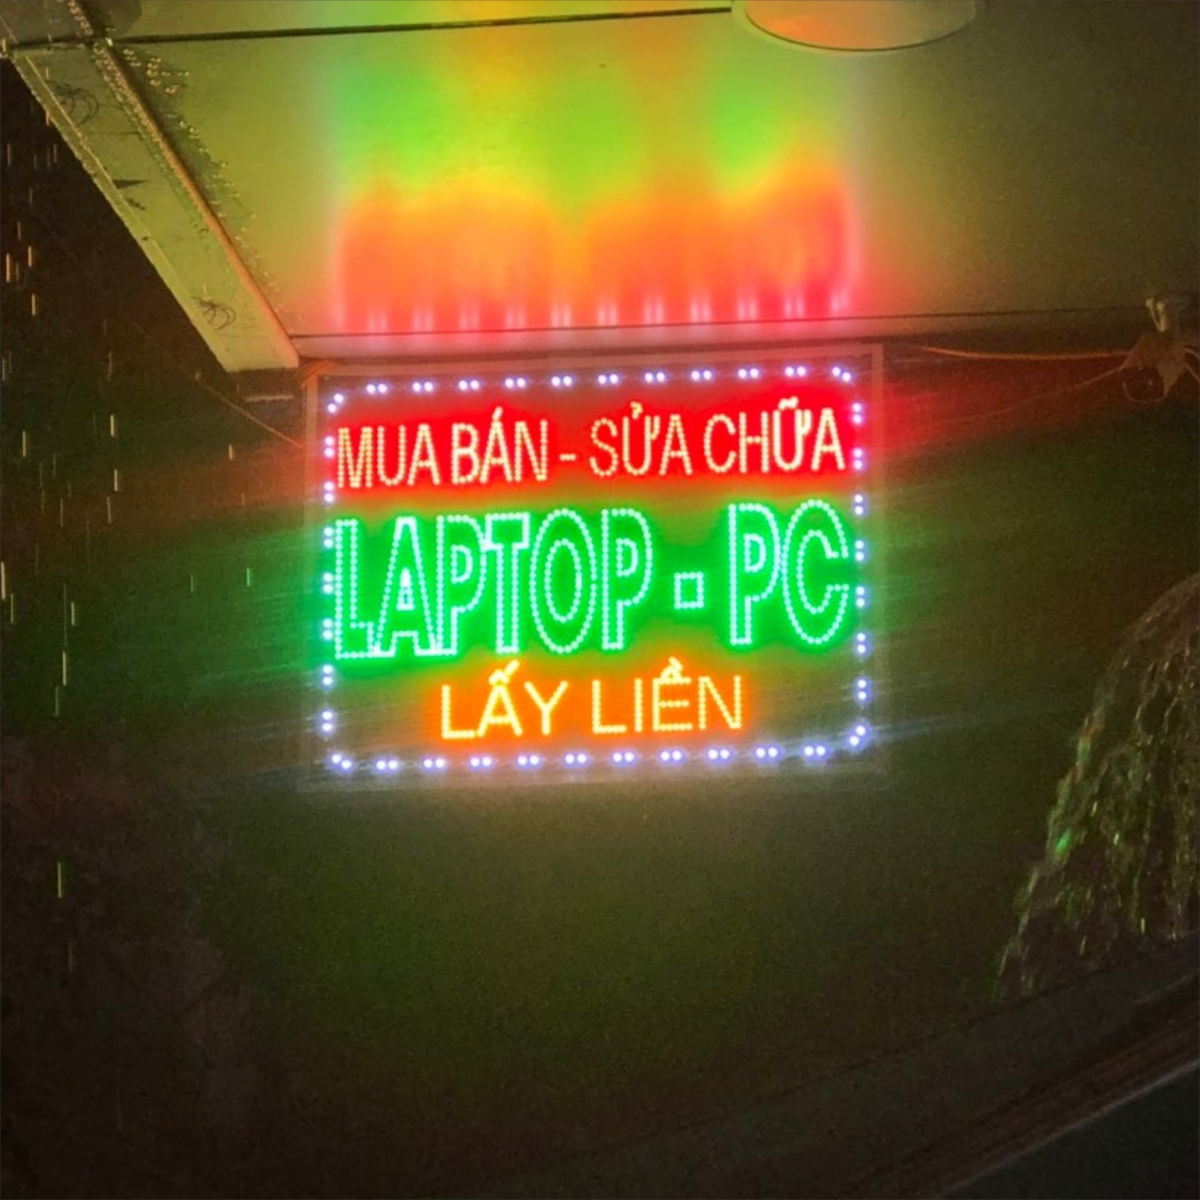 MUA BÁN - SỬA CHỮA
LAPTOP - PC
LẤY LIỀN